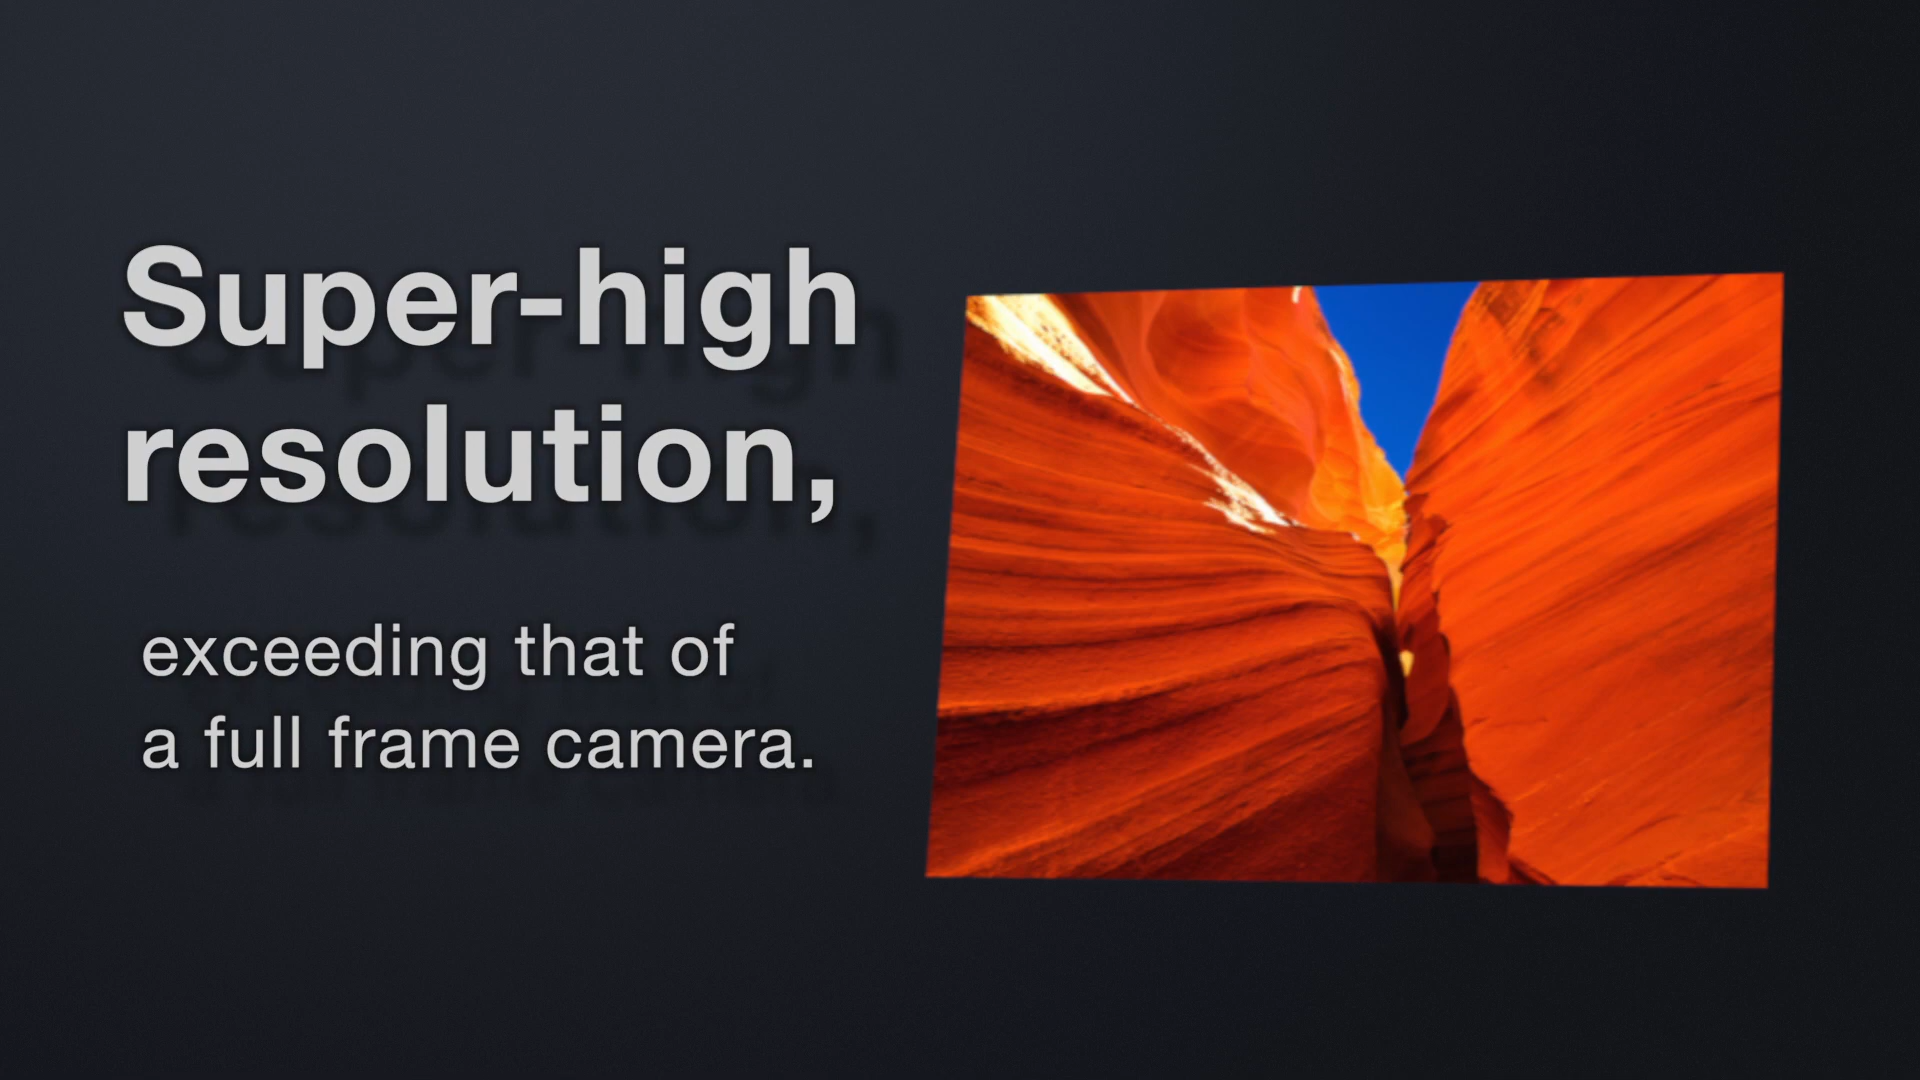 Super-high
resolution,
exceeding that of
a full frame camera.